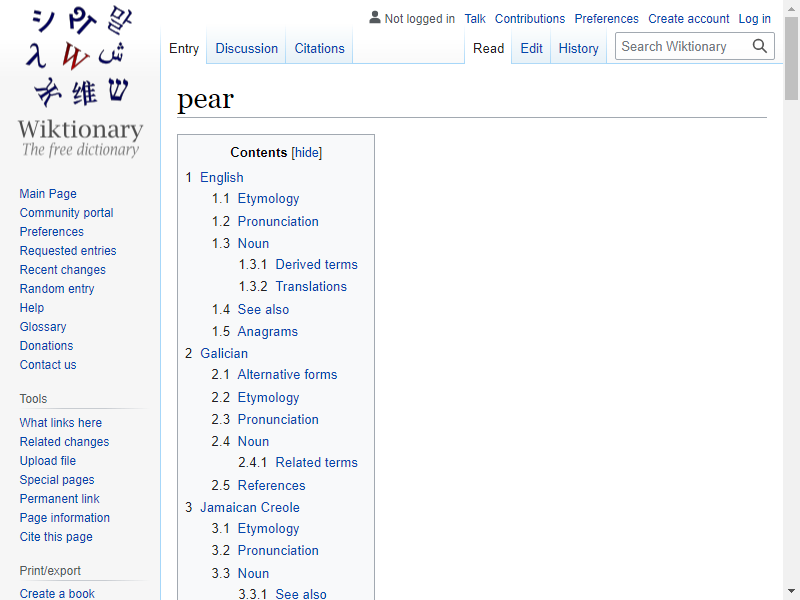 Not logged in Talk Contributions Preferences Create account Log in
Entry Discussion Citations Read Edit History Search Wiktionary
Wiktionary
The free dictionary
Main Page
Community portal
Preferences
Requested entries
Recent changes
Random entry
Help
Glossary
Donations
Contact us
Tools
What links here
Related changes
Upload file
Special pages
Permanent link
Page information
Cite this page
Print/export
Create a book
pear
Contents [hide]
1 English
1.1 Etymology
1.2 Pronunciation
1.3 Noun
1.3.1 Derived terms
1.3.2 Translations
1.4 See also
1.5 Anagrams
2 Galician
2.1 Alternative forms
2.2 Etymology
2.3 Pronunciation
2.4 Noun
2.4.1 Related terms
2.5 References
3 Jamaican Creole
3.1 Etymology
3.2 Pronunciation
3.3 Noun
3.3.1 See also